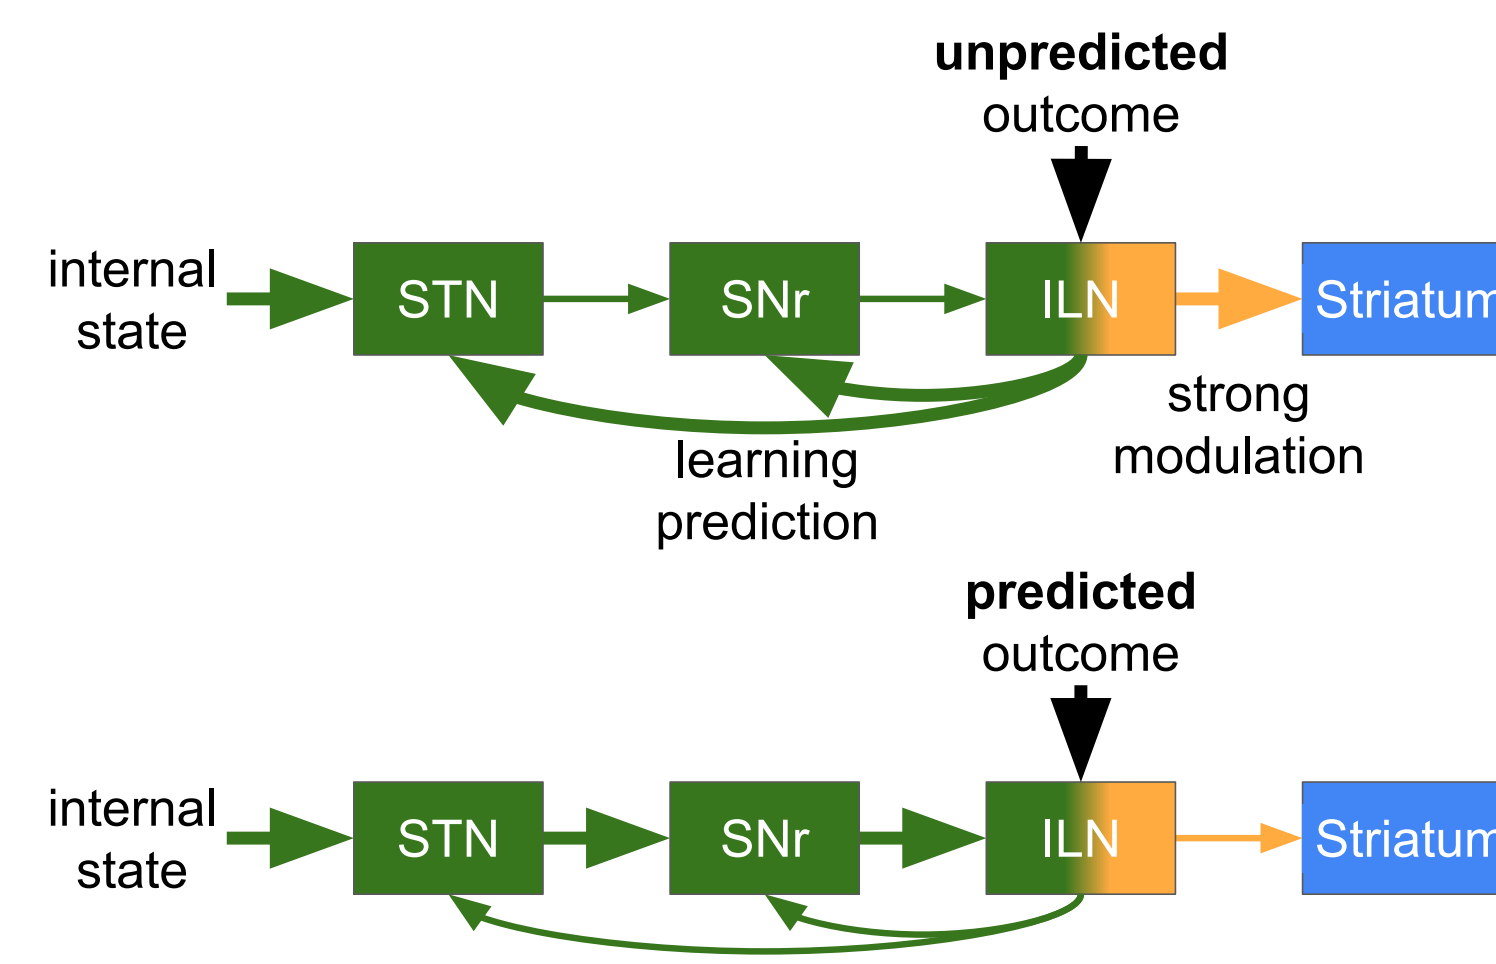 unpredicted
outcome
internal
state
STN
SNr
ILN
Striatum
strong
modulation
learning
prediction
predicted
outcome
internal
state
STN
SNr
ILN
Striatum